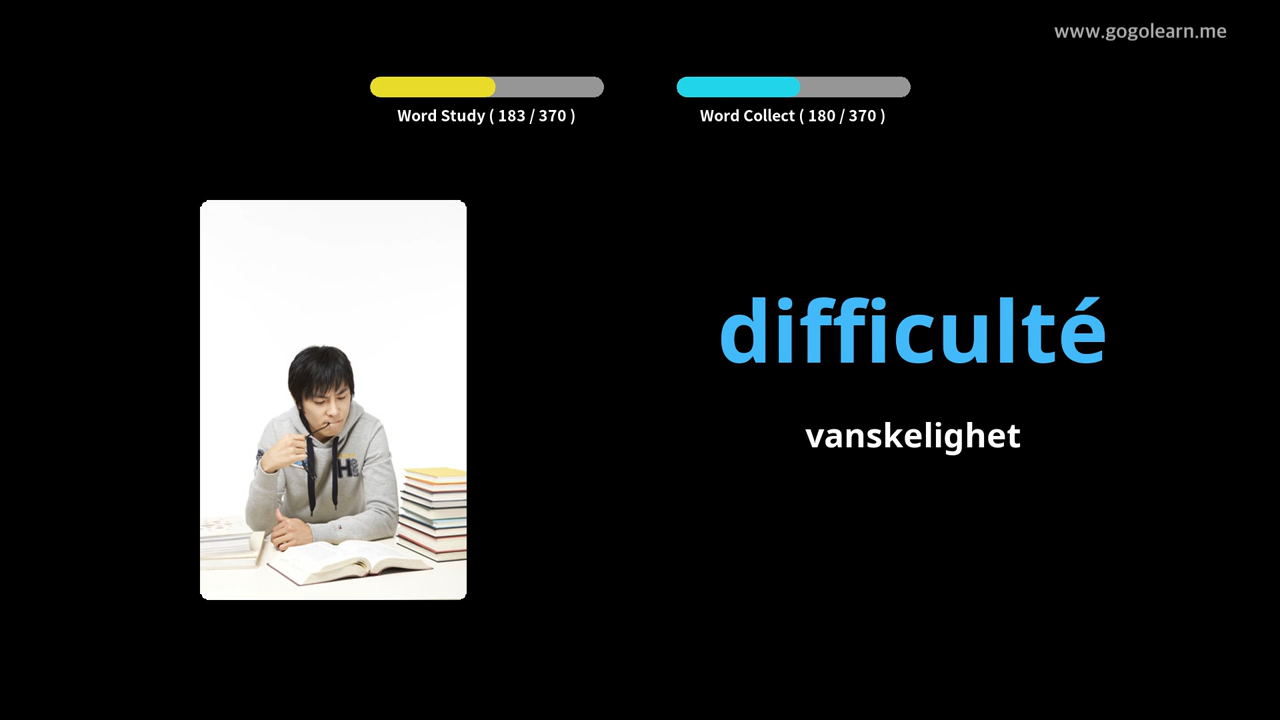 www.gogolearn.me
Word Study ( 183 / 370 )
Word Collect ( 180 / 370 )
difficulté
vanskelighet
H